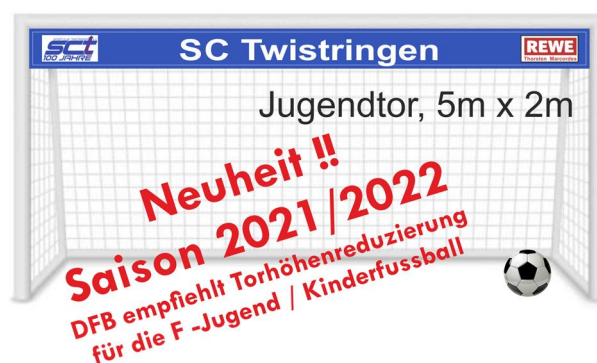 sct
100 JAHRE
SC Twistringen
REWE
Thorsten Marcordes
Jugendtor, 5m x 2m
Neuheit !!
Saison 2021/2022
DFB empfiehlt Torhöhenreduzierung
für die F -Jugend / Kinderfussball